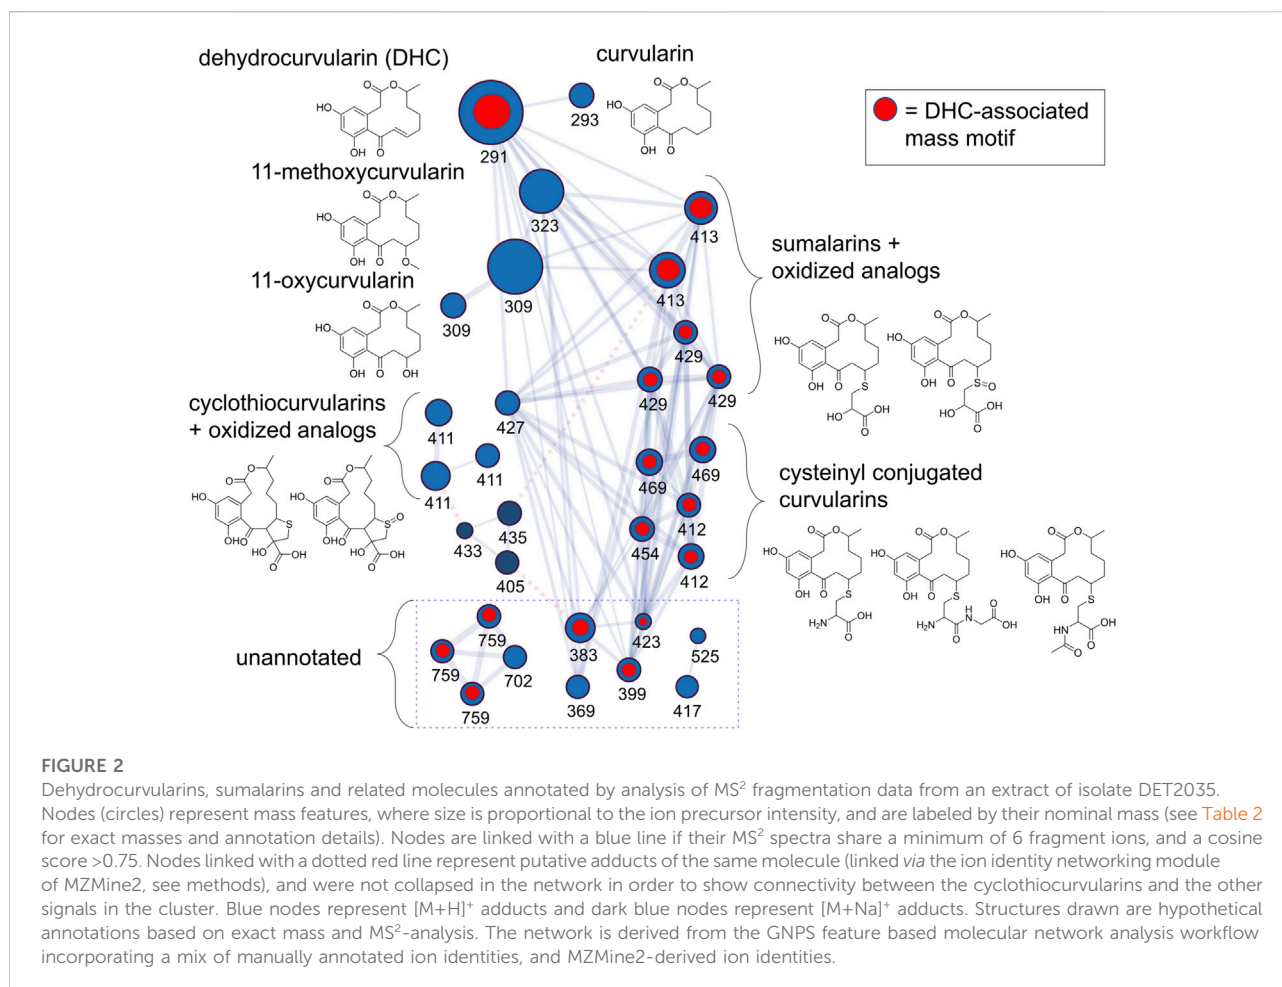 dehydrocurvularin (DHC)
curvularin
291
293
= DHC-associated
mass motif
11-methoxycurvularin
323
413
sumalarins +
oxidized analogs
413
11-oxycurvularin
309
309
429
429
429
cyclothiocurvularins
+ oxidized analogs
411
427
411
411
469
469
cysteinyl conjugated
curvularins
412
454
412
435
433
405
unannotated
759
759
702
759
383
423
525
399
369
417
FIGURE 2
Dehydrocurvularins, sumalarins and related molecules annotated by analysis of MS² fragmentation data from an extract of isolate DET2035.
Nodes (circles) represent mass features, where size is proportional to the ion precursor intensity, and are labeled by their nominal mass (see Table 2
for exact masses and annotation details). Nodes are linked with a blue line if their MS² spectra share a minimum of 6 fragment ions, and a cosine
score >0.75. Nodes linked with a dotted red line represent putative adducts of the same molecule (linked via the ion identity networking module
of MZMine2, see methods), and were not collapsed in the network in order to show connectivity between the cyclothiocurvularins and the other
signals in the cluster. Blue nodes represent [M+H]⁺ adducts and dark blue nodes represent [M+Na]⁺ adducts. Structures drawn are hypothetical
annotations based on exact mass and MS²-analysis. The network is derived from the GNPS feature based molecular network analysis workflow
incorporating a mix of manually annotated ion identities, and MZMine2-derived ion identities.